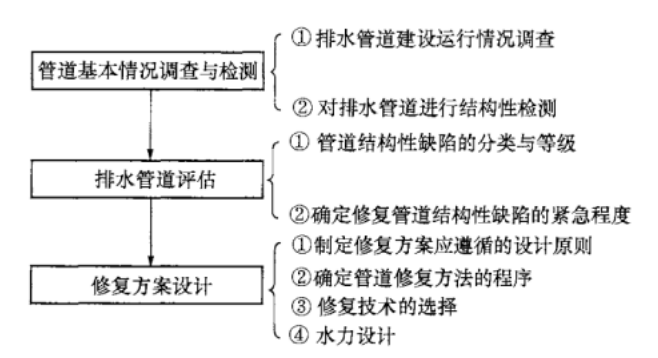 ① 排水管道建设运行情况调查
管道基本情况调查与检测
② 对排水管道进行结构性检测
① 管道结构性缺陷的分类与等级
排水管道评估
②确定修复管道结构性缺陷的紧急程度
①制定修复方案应遵循的设计原则
②确定管道修复方法的程序
修复方案设计
③ 修复技术的选择
④ 水力设计